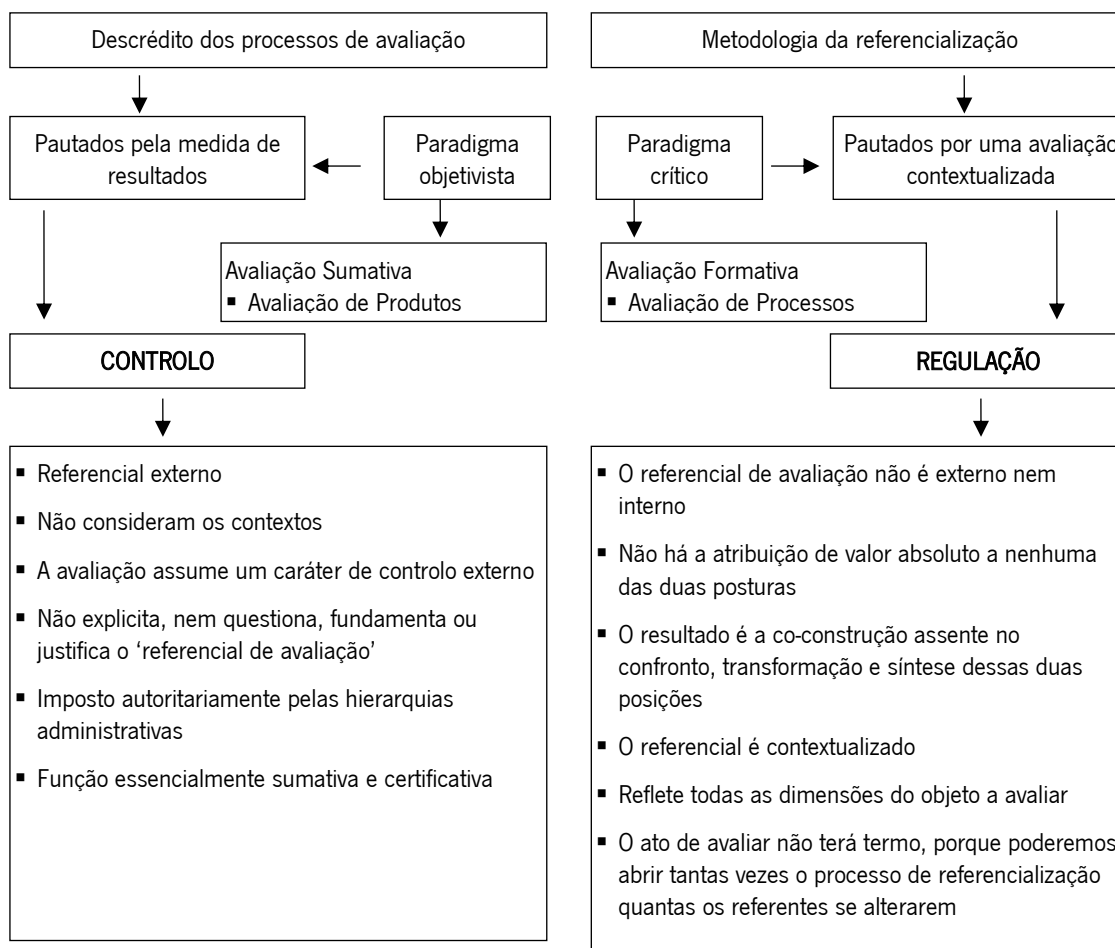 Descrédito dos processos de avaliação
Pautados pela medida de
resultados
Paradigma
objetivista
Avaliação Sumativa
▪ Avaliação de Produtos
CONTROLO
▪ Referencial externo
▪ Não consideram os contextos
▪ A avaliação assume um caráter de controlo externo
▪ Não explicita, nem questiona, fundamenta ou
justifica o ‘referencial de avaliação’
▪ Imposto autoritariamente pelas hierarquias
administrativas
▪ Função essencialmente sumativa e certificativa
Metodologia da referencialização
Paradigma
crítico
Pautados por uma avaliação
contextualizada
Avaliação Formativa
▪ Avaliação de Processos
REGULAÇÃO
▪ O referencial de avaliação não é externo nem
interno
▪ Não há a atribuição de valor absoluto a nenhuma
das duas posturas
▪ O resultado é a co-construção assente no
confronto, transformação e síntese dessas duas
posições
▪ O referencial é contextualizado
▪ Reflete todas as dimensões do objeto a avaliar
▪ O ato de avaliar não terá termo, porque poderemos
abrir tantas vezes o processo de referencialização
quantas os referentes se alterarem